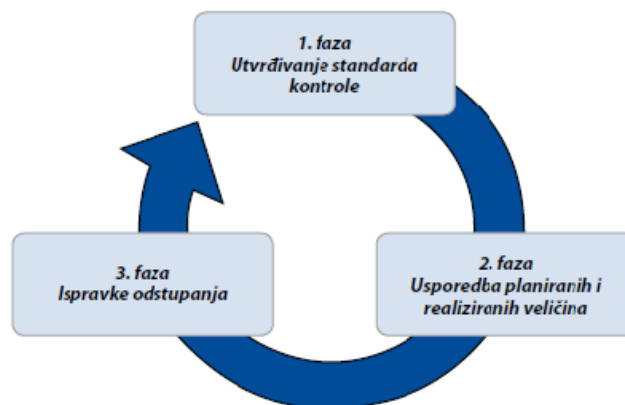 1. faza
Utvrđivanje standarda
kontrole
2. faza
Usporedba planiranih i
realiziranih veličina
3. faza
Ispravke odstupanja